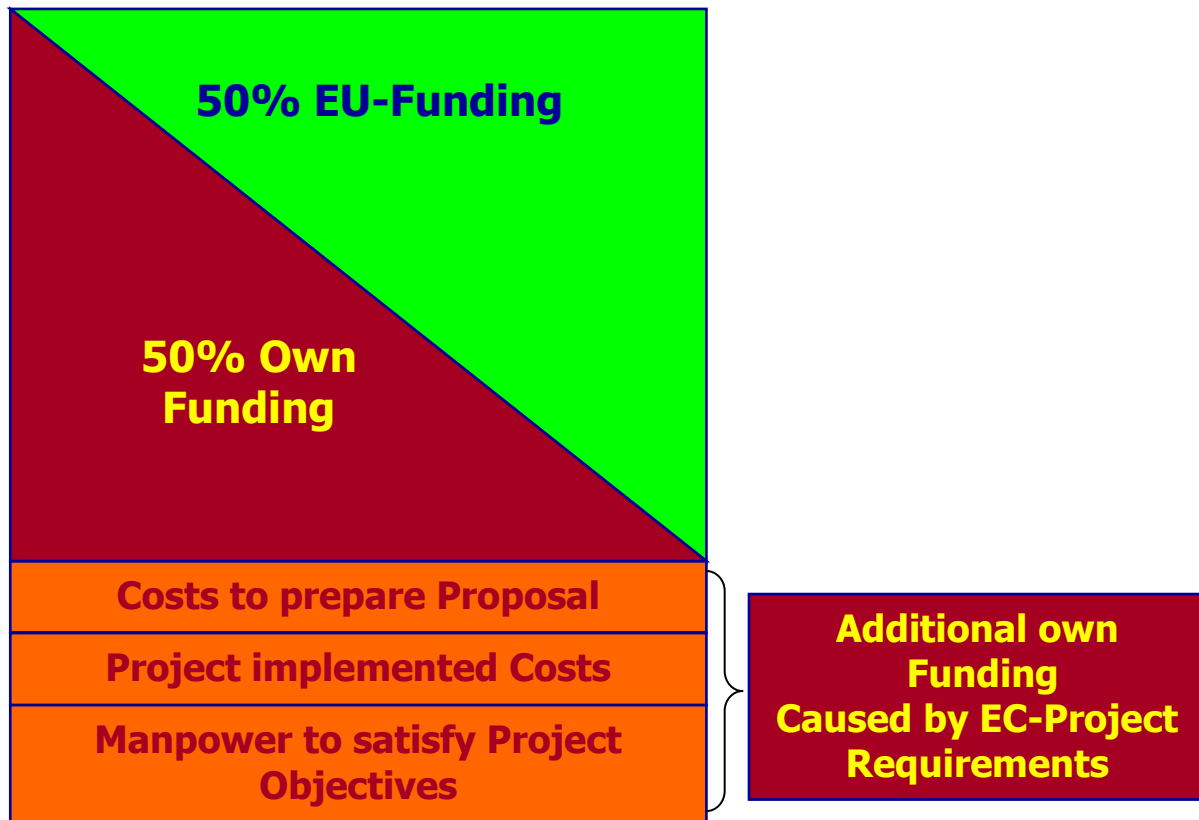 50% EU-Funding
50% Own
Funding
Costs to prepare Proposal
Project implemented Costs
Manpower to satisfy Project
Objectives
Additional own
Funding
Caused by EC-Project
Requirements